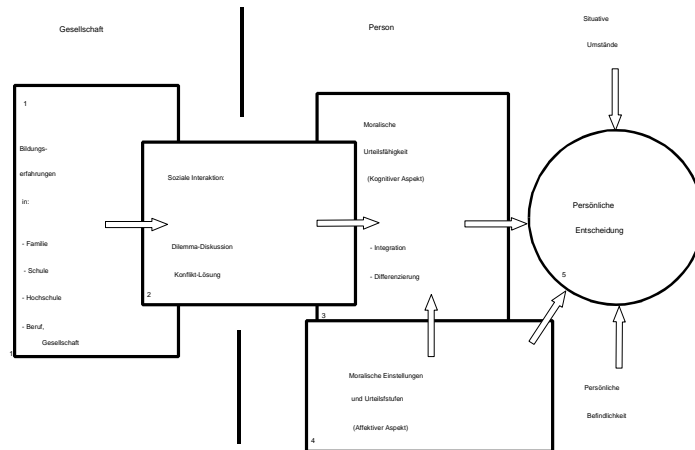 Gesellschaft
Person
Situative
Umstände
1
Bildungs-
erfahrungen
in:
- Familie
- Schule
- Hochschule
- Beruf,
Gesellschaft
1
Soziale Interaktion:
Dilemma-Diskussion
Konflikt-Lösung
2
Moralische
Urteilsfähigkeit
(Kognitiver Aspekt)
- Integration
- Differenzierung
3
Moralische Einstellungen
und Urteilsfstufen
(Affektiver Aspekt)
4
Persönliche
Entscheidung
5
Persönliche
Befindlichkeit